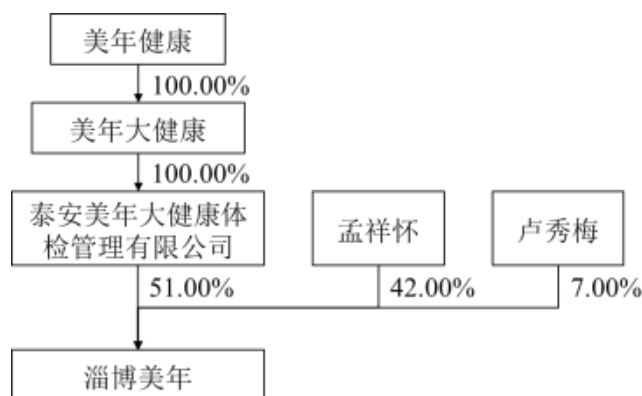 美年健康
100.00%
美年大健康
100.00%
泰安美年大健康体
检管理有限公司
孟祥怀
卢秀梅
51.00%
42.00%
7.00%
淄博美年